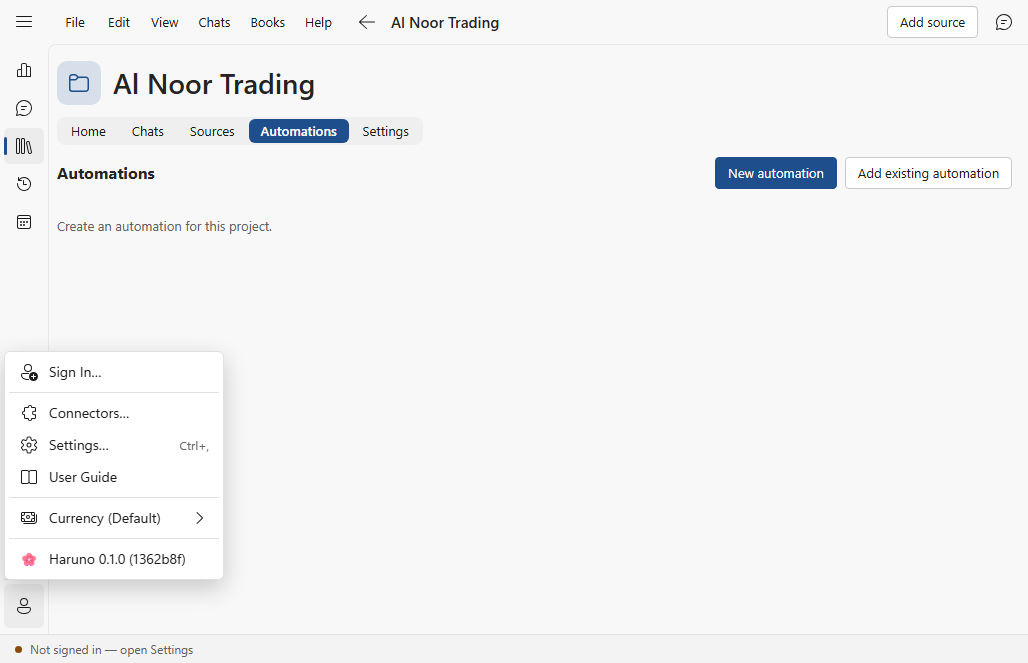 File Edit View Chats Books Help Al Noor Trading Add source
Al Noor Trading
Home Chats Sources Automations Settings
Automations New automation Add existing automation
Create an automation for this project.
Sign In...
Connectors...
Settings... Ctrl+,
User Guide
Currency (Default)
Haruno 0.1.0 (1362b8f)
Not signed in — open Settings